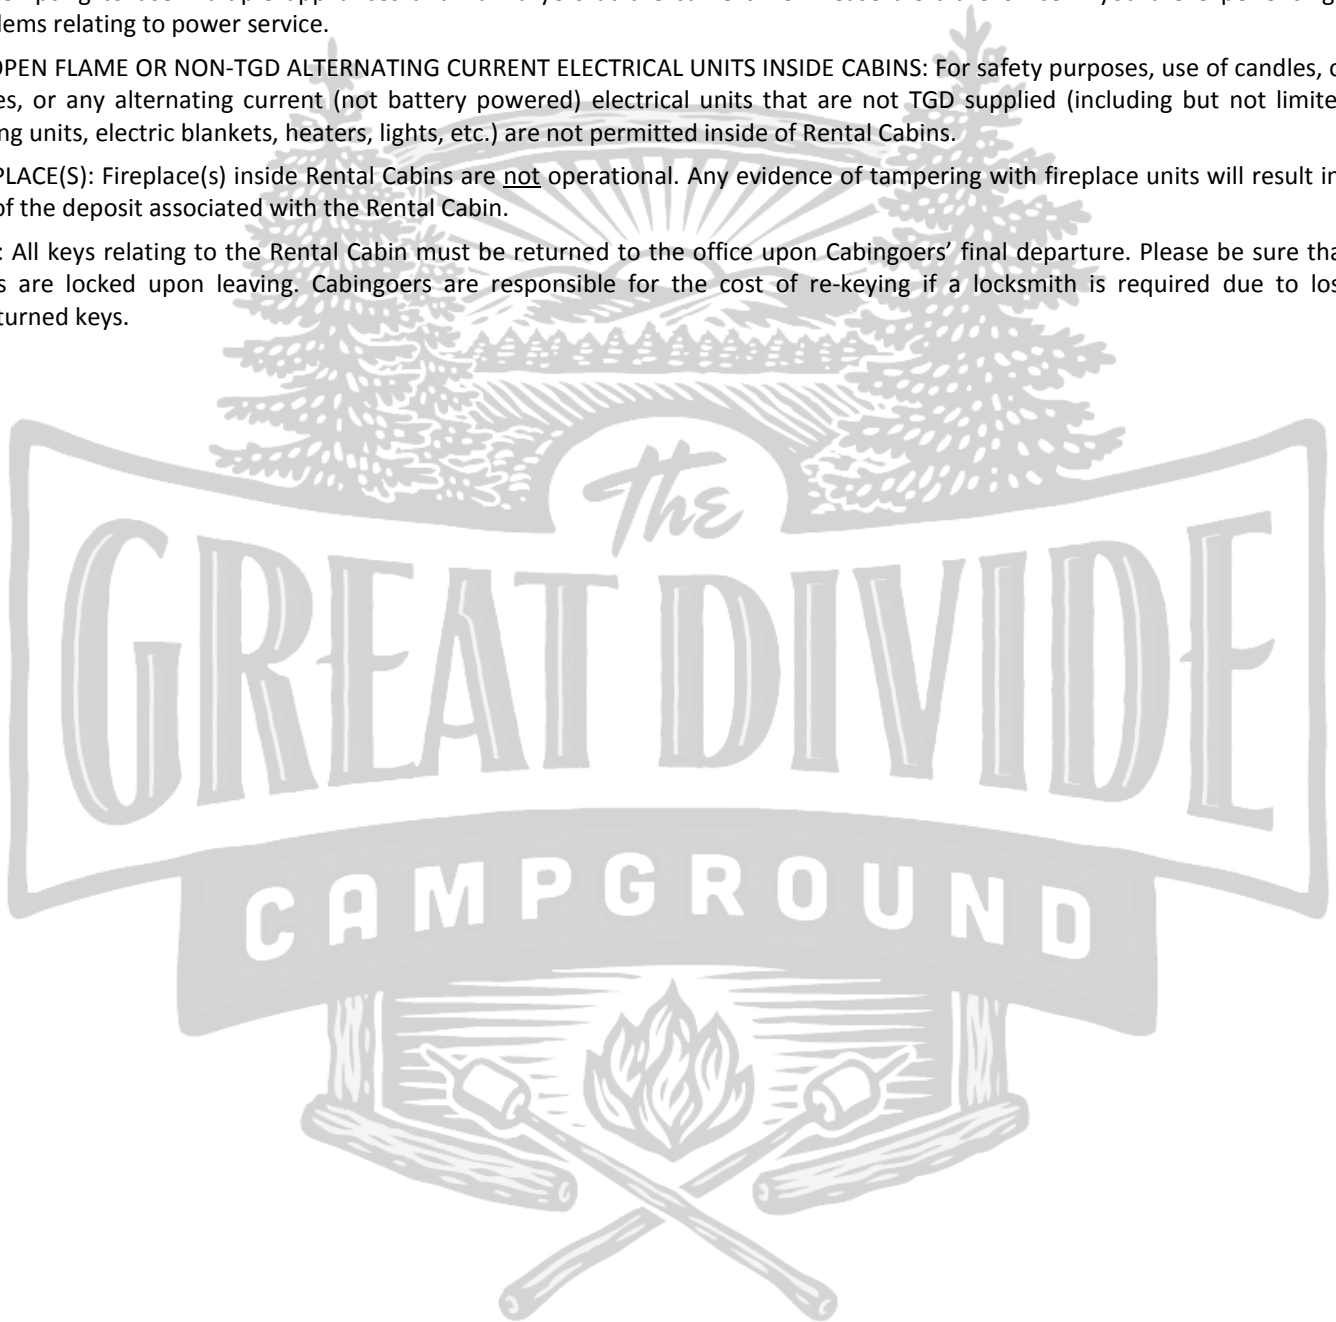 lems relating to power service.
OPEN FLAME OR NON-TGD ALTERNATING CURRENT ELECTRICAL UNITS INSIDE CABINS: For safety purposes, use of candles,
es, or any alternating current (not battery powered) electrical units that are not TGD supplied (including but not limite
ng units, electric blankets, heaters, lights, etc.) are not permitted inside of Rental Cabins.
PLACE(S): Fireplace(s) inside Rental Cabins are not operational. Any evidence of tampering with fireplace units will result in
of the deposit associated with the Rental Cabin.
: All keys relating to the Rental Cabin must be returned to the office upon Cabingoers’ final departure. Please be sure tha
s are locked upon leaving. Cabingoers are responsible for the cost of re-keying if a locksmith is required due to los
turned keys.
The
GREAT DIVIDE
CAMPGROUND